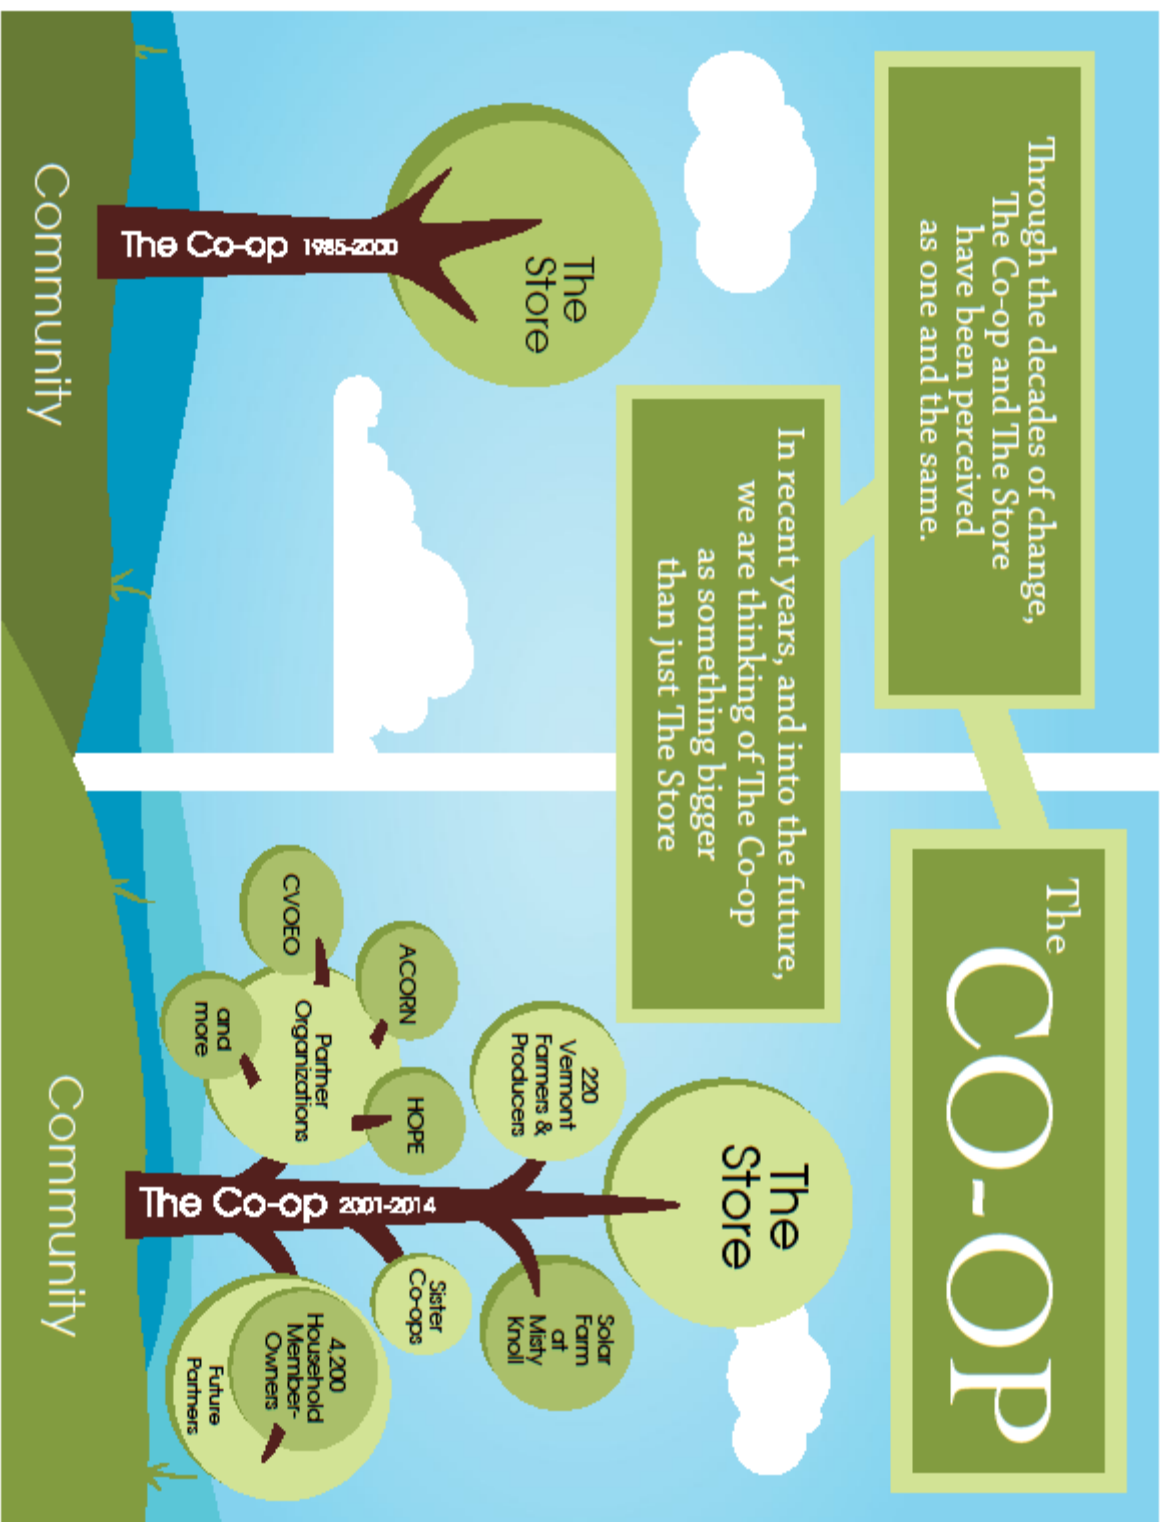 Through the decades of change,
The Co-op and The Store
have been perceived
as one and the same.
The
CO-OP
In recent years, and into the future,
we are thinking of The Co-op
as something bigger
than just The Store
The
Store
The Co-op 1985-2000
Community
The
Store
220
Vermont
Farmers &
Producers
Solar
Farm
at
Misty
Knoll
ACORN
HOPE
CVOEO
Partner
Organizations
and
more
Sister
Co-ops
4,200
Household
Member-
Owners
Future
Partners
The Co-op 2001-2014
Community